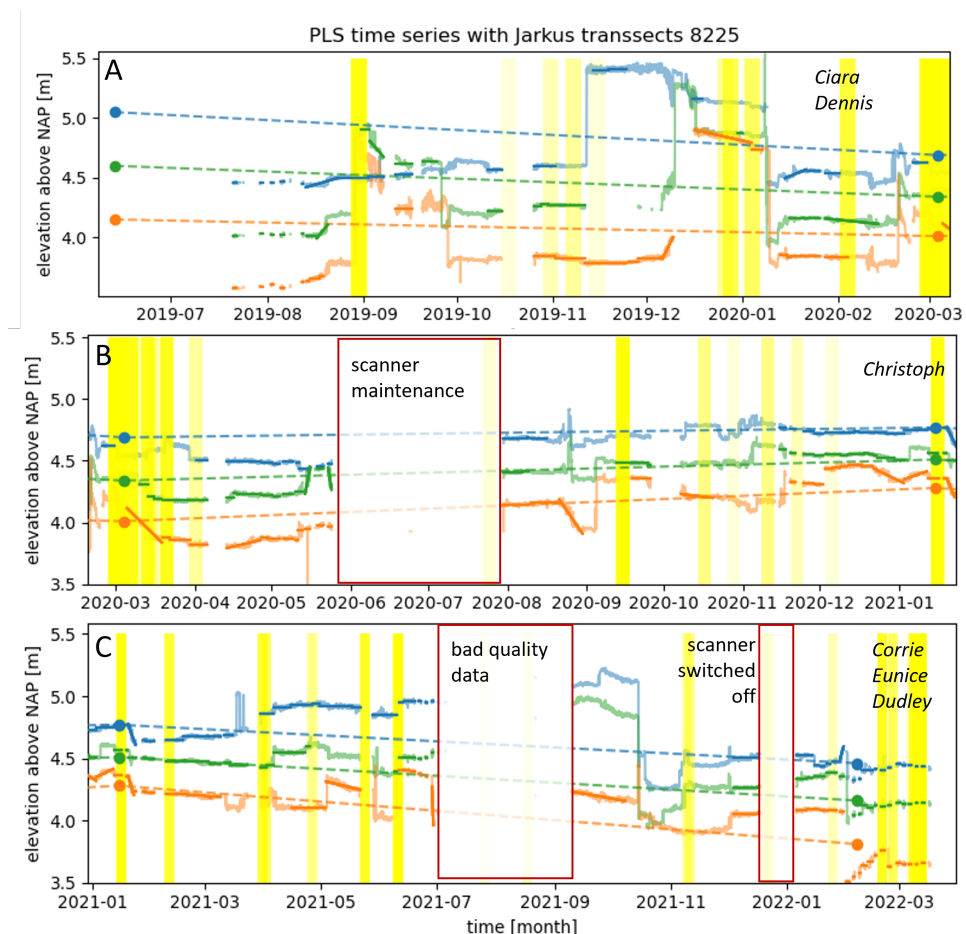 PLS time series with Jarkus transsects 8225
A
Ciara
Dennis
elevation above NAP [m]
5.5
5.0
4.5
4.0
2019-07 2019-08 2019-09 2019-10 2019-11 2019-12 2020-01 2020-02 2020-03
B
scanner
maintenance
Christoph
elevation above NAP [m]
5.5
5.0
4.5
4.0
3.5
2020-03 2020-04 2020-05 2020-06 2020-07 2020-08 2020-09 2020-10 2020-11 2020-12 2021-01
C
bad quality
data
scanner
switched
off
Corrie
Eunice
Dudley
elevation above NAP [m]
5.5
5.0
4.5
4.0
3.5
2021-01 2021-03 2021-05 2021-07 2021-09 2021-11 2022-01 2022-03
time [month]